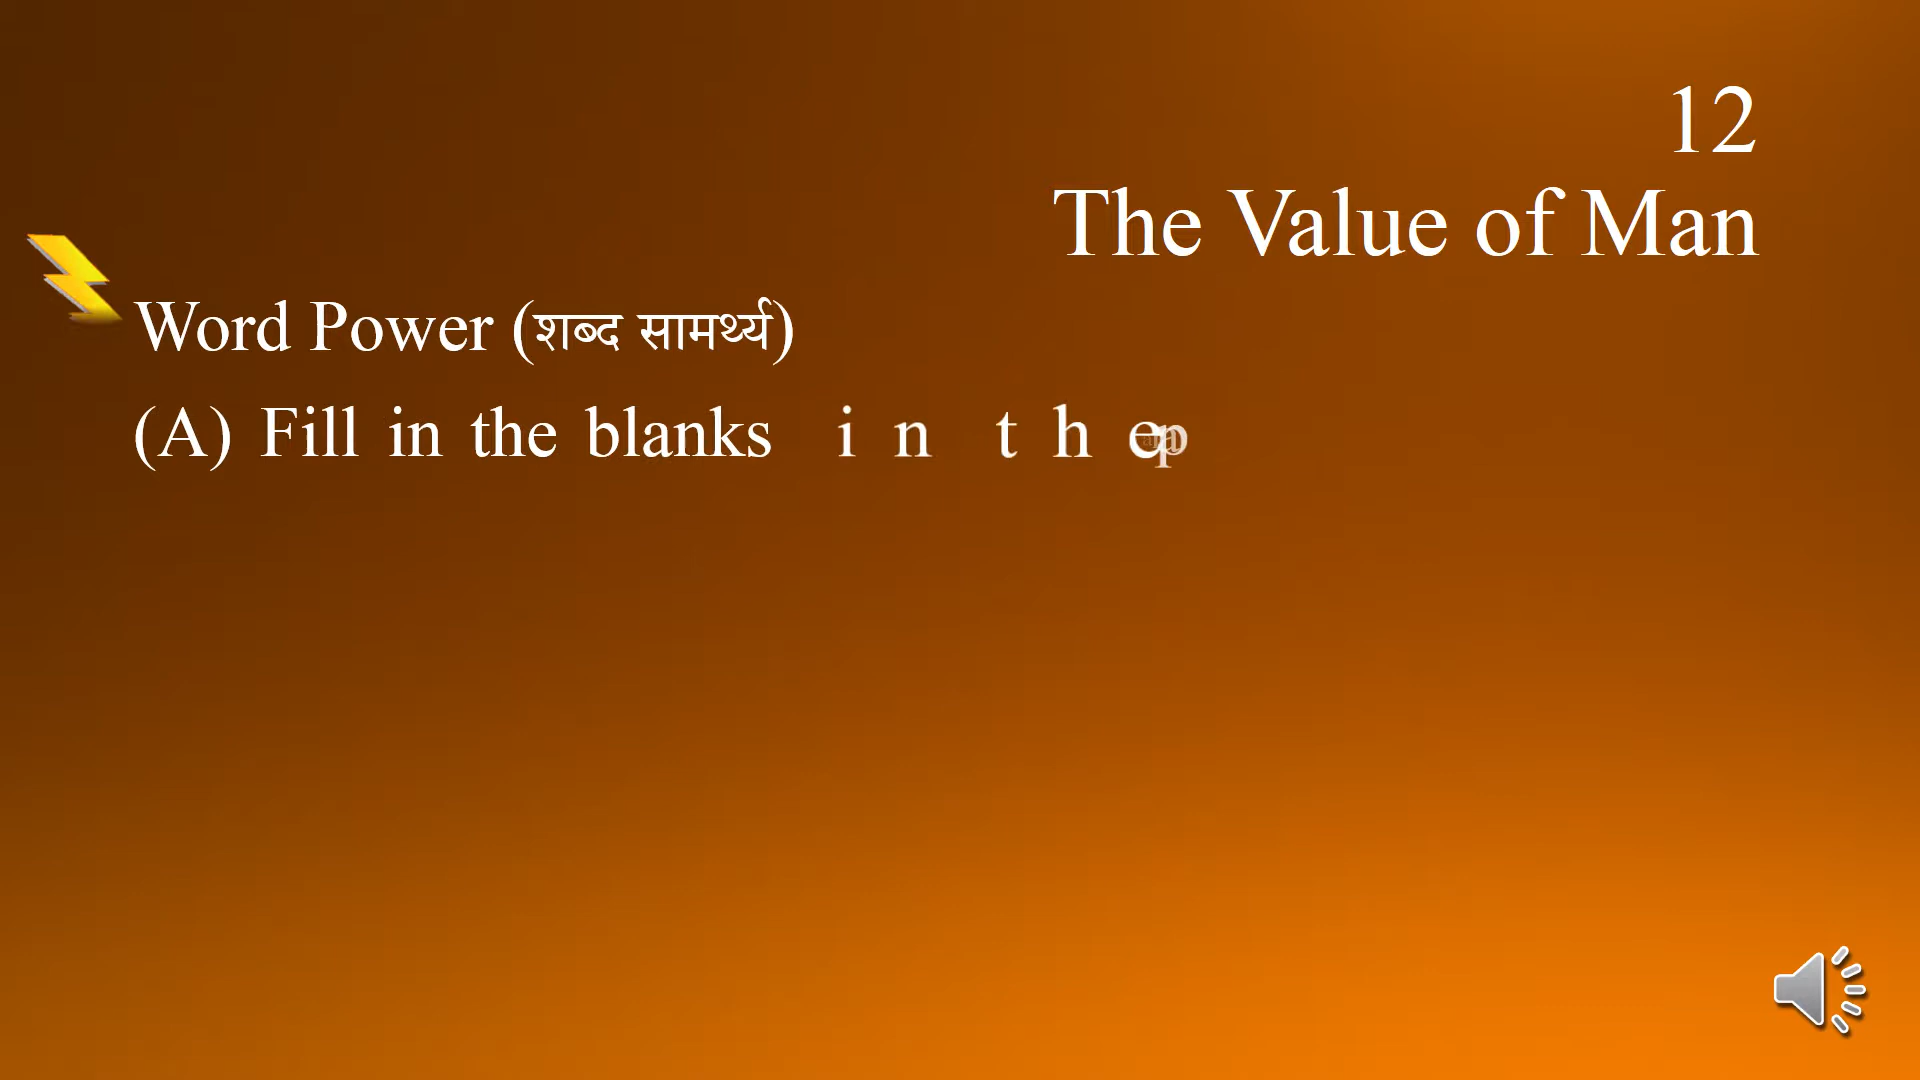 12
The Value of Man
Word Power (शब्द सामर्थ्य)
(A) Fill in the blanks in the